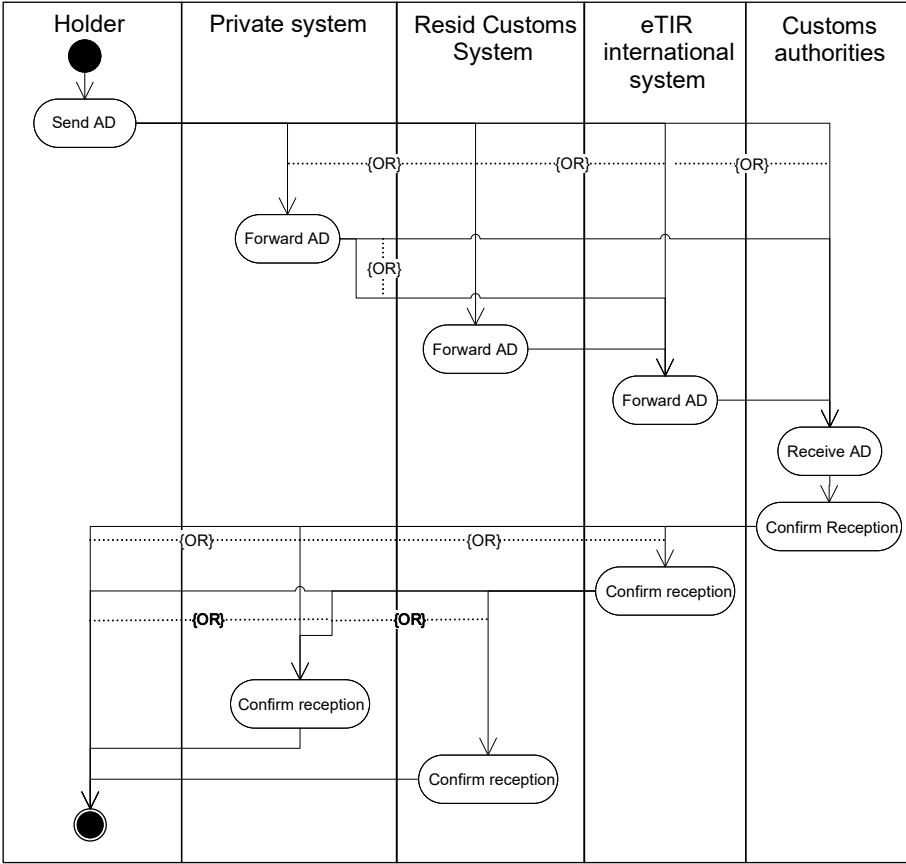 Holder
Private system
Resid Customs
System
eTIR
international
system
Customs
authorities
Send AD
{OR}
{OR}
{OR}
Forward AD
{OR}
Forward AD
Forward AD
Receive AD
Confirm Reception
{OR}
{OR}
Confirm reception
{OR}
{OR}
Confirm reception
Confirm reception